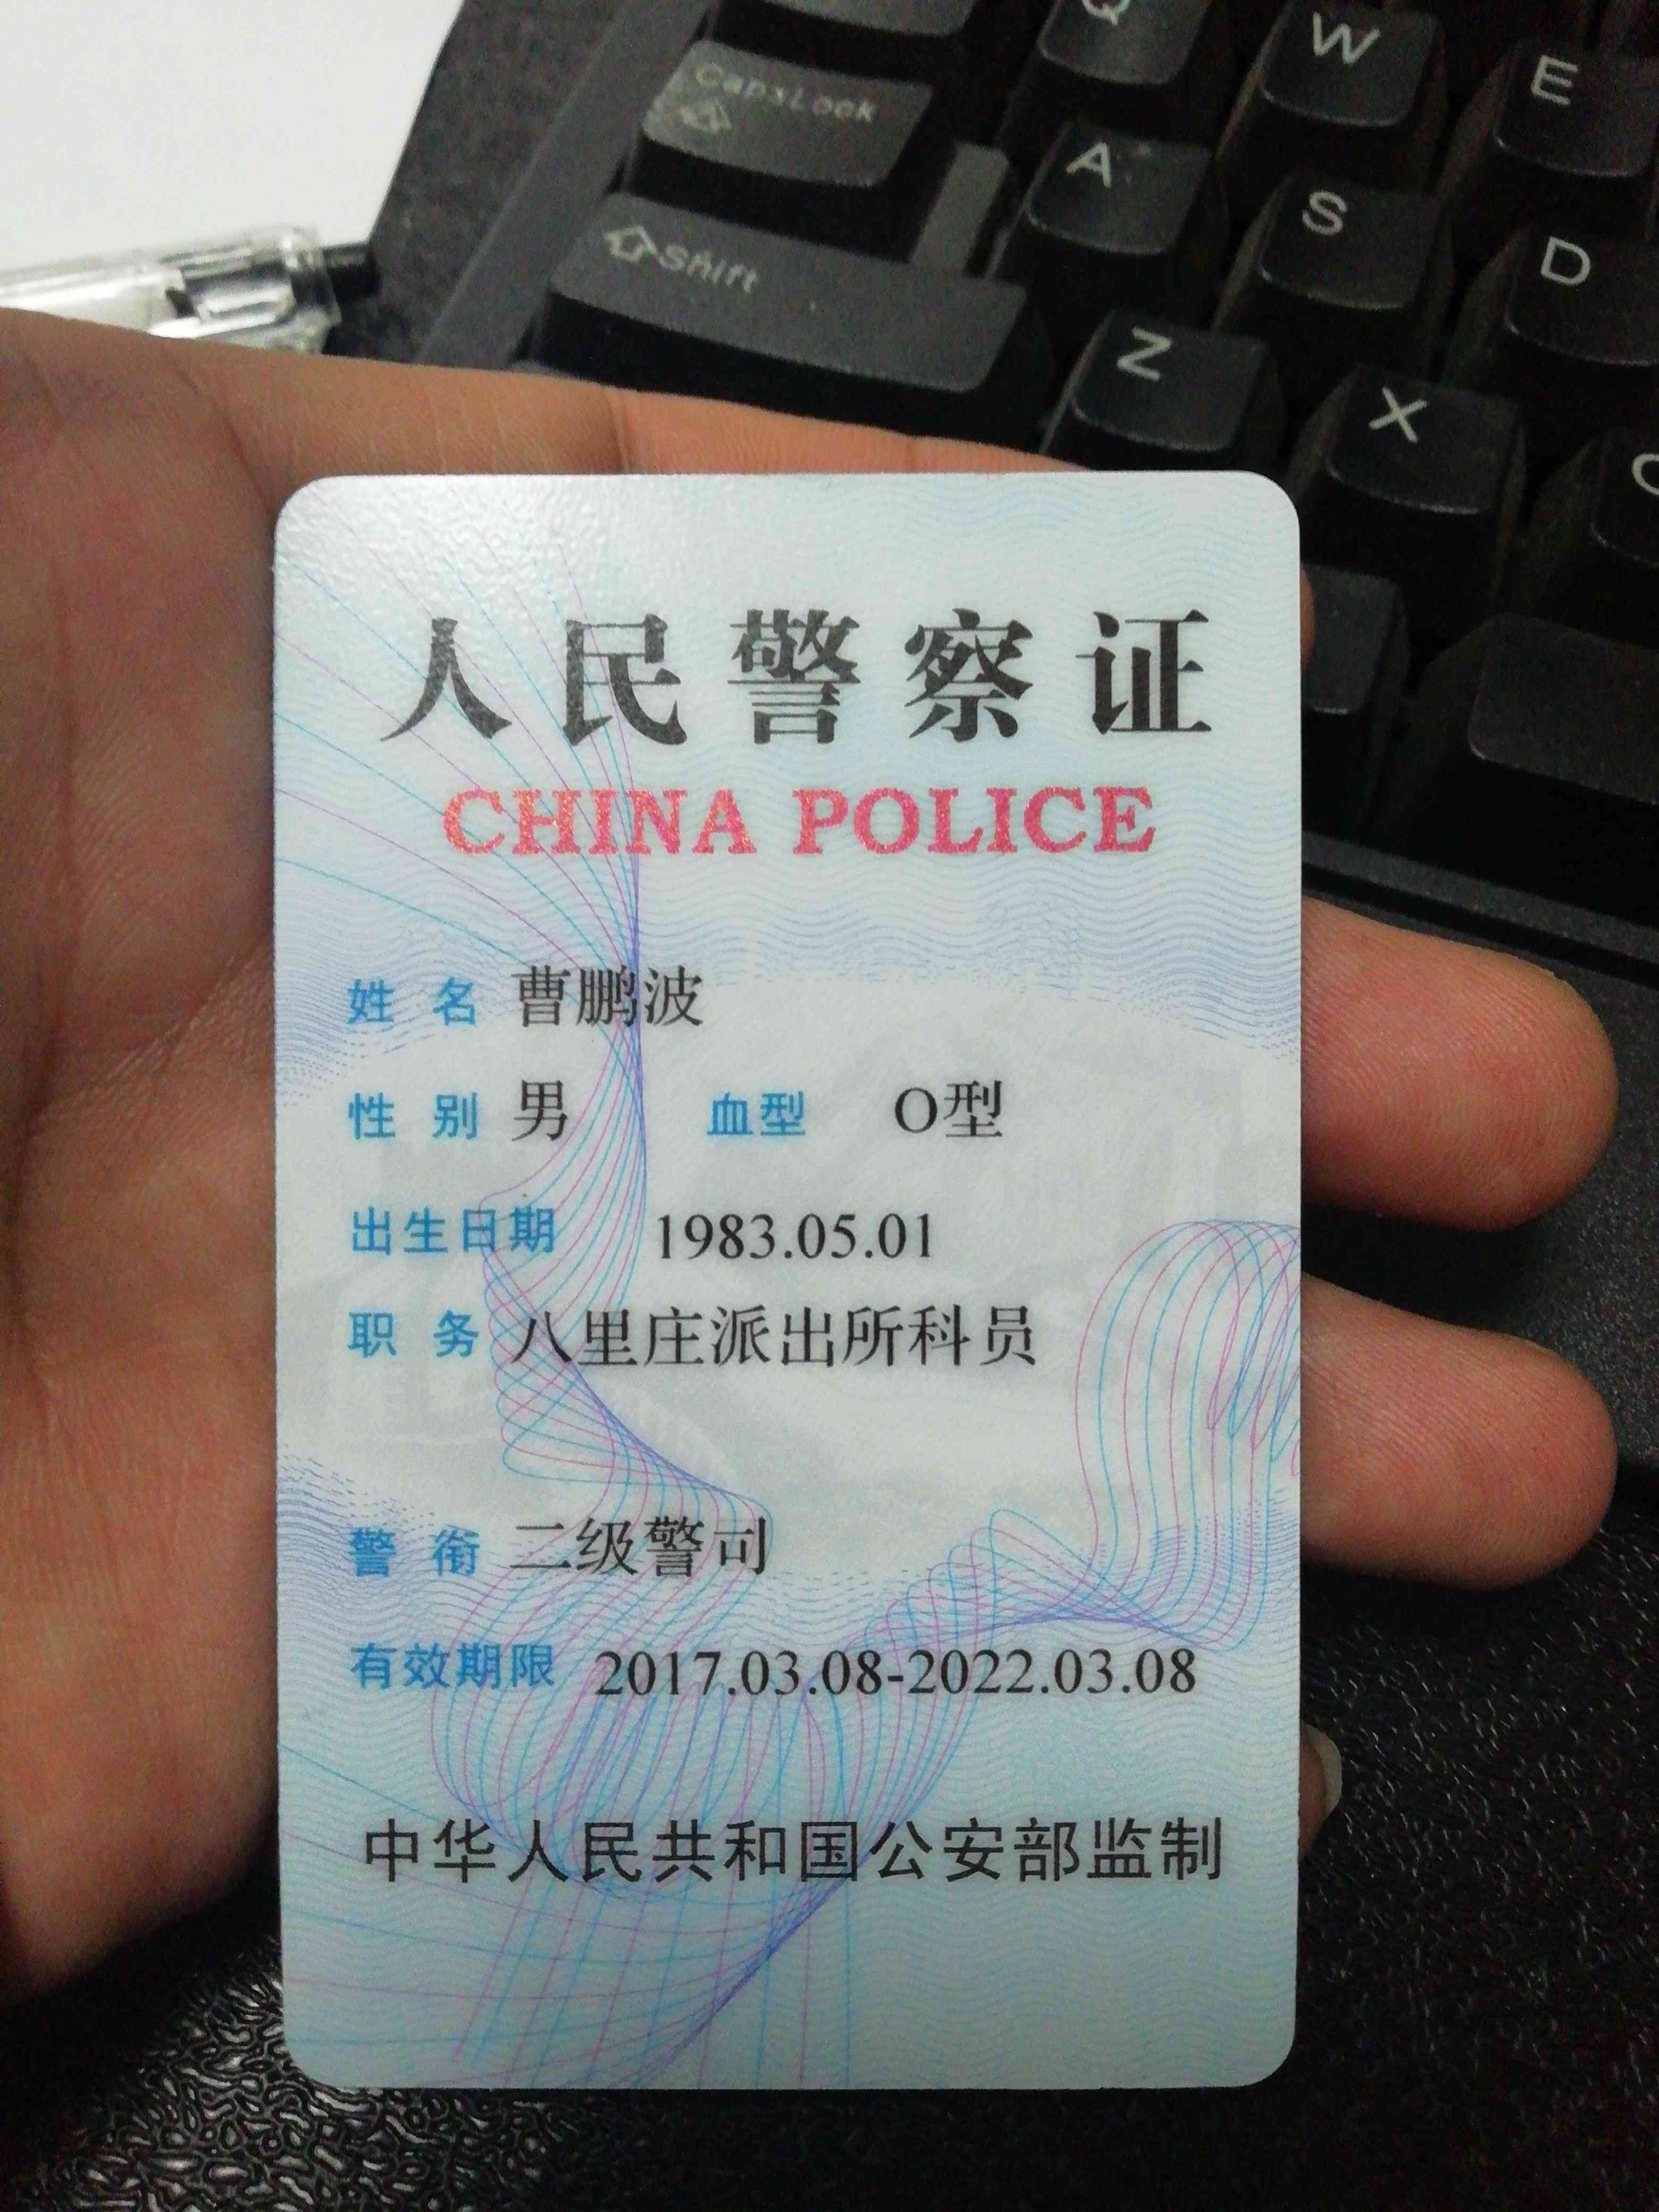 Q W E
CapsLock
A S D
Shift
Z X
人民警察证
CHINA POLICE
姓名 曹鹏波
性别 男 血型 O型
出生日期 1983.05.01
职务 八里庄派出所科员
警衔 二级警司
有效期限 2017.03.08-2022.03.08
中华人民共和国公安部监制